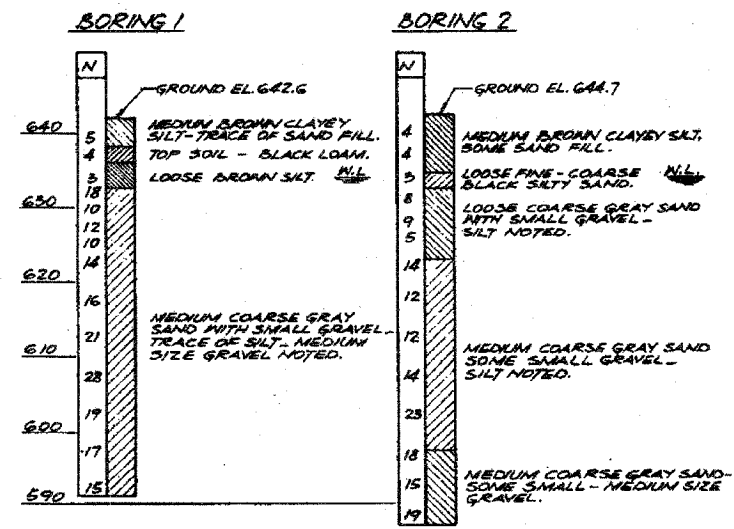 BORING 1
N
GROUND EL. 642.6
640
5
MEDIUM BROWN CLAYEY
SILT-TRACE OF SAND FILL.
4
TOP SOIL - BLACK LOAM.
3
LOOSE BROWN SILT. W.L.
18
630
10
12
10
14
620
16
21
MEDIUM COARSE GRAY
SAND WITH SMALL GRAVEL-
TRACE OF SILT- MEDIUM
SIZE GRAVEL NOTED.
610
28
19
600
17
15
590
BORING 2
N
GROUND EL. 644.7
4
MEDIUM BROWN CLAYEY SILT,
SOME SAND FILL.
4
3
LOOSE FINE-COARSE W.L.
BLACK SILTY SAND.
8
LOOSE COARSE GRAY SAND
WITH SMALL GRAVEL-
SILT NOTED.
9
5
14
12
12
MEDIUM COARSE GRAY SAND
SOME SMALL GRAVEL-
SILT NOTED.
14
23
18
MEDIUM COARSE GRAY SAND-
SOME SMALL-MEDIUM SIZE
GRAVEL.
15
19